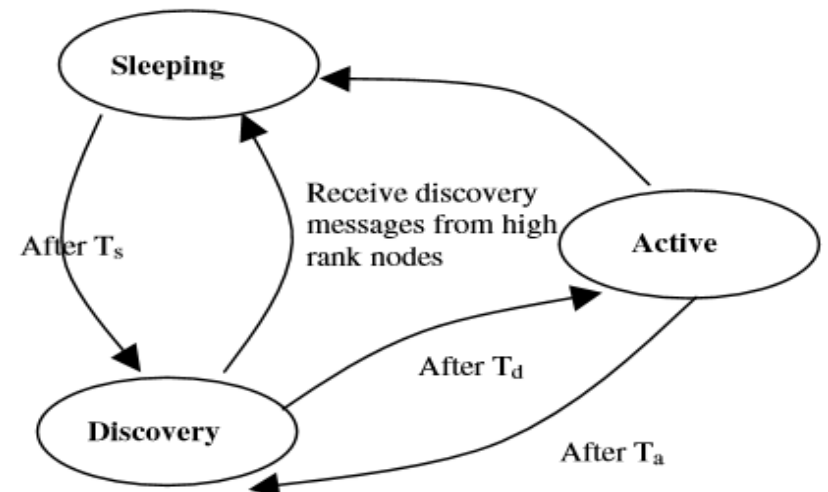 Sleeping
Receive discovery
messages from high
rank nodes
Active
After Ts
After Td
Discovery
After Ta